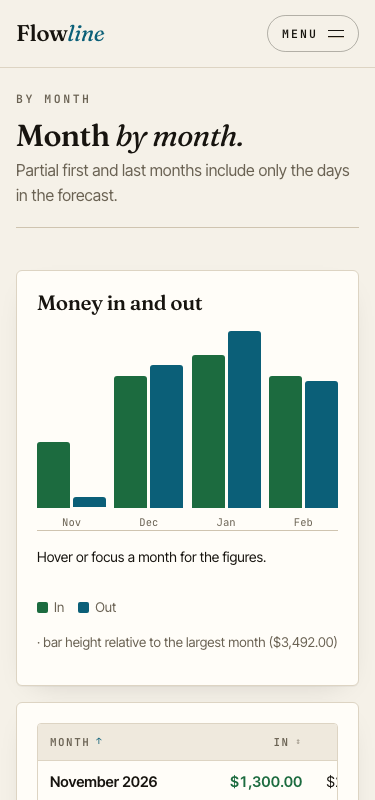 Flowline
MENU
BY MONTH
Month by month.
Partial first and last months include only the days
in the forecast.
Money in and out
Nov Dec Jan Feb
Hover or focus a month for the figures.
In Out
· bar height relative to the largest month ($3,492.00)
MONTH ↑ IN
November 2026 $1,300.00